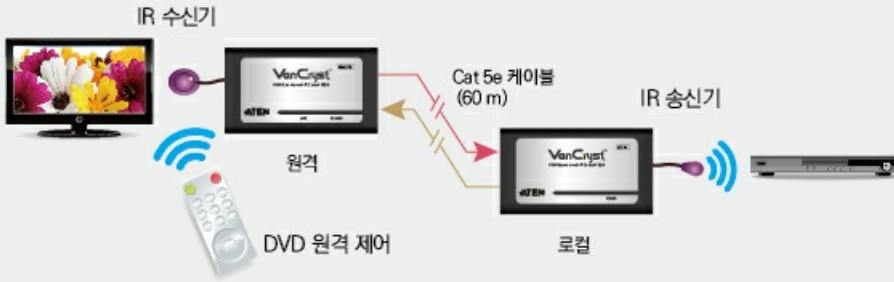 IR 수신기
VanCryst
ATEN
원격
Cat 5e 케이블
(60 m)
IR 송신기
VanCryst
ATEN
로컬
DVD 원격 제어